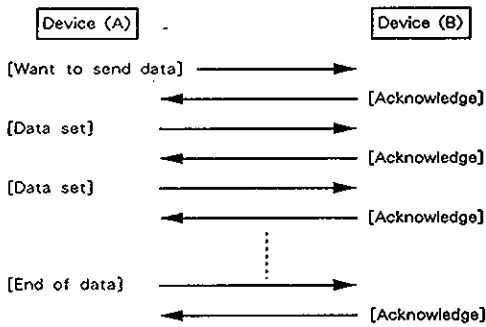 Device (A)
Device (B)
[Want to send data]
[Acknowledge]
[Data set]
[Acknowledge]
[Data set]
[Acknowledge]
[End of data]
[Acknowledge]